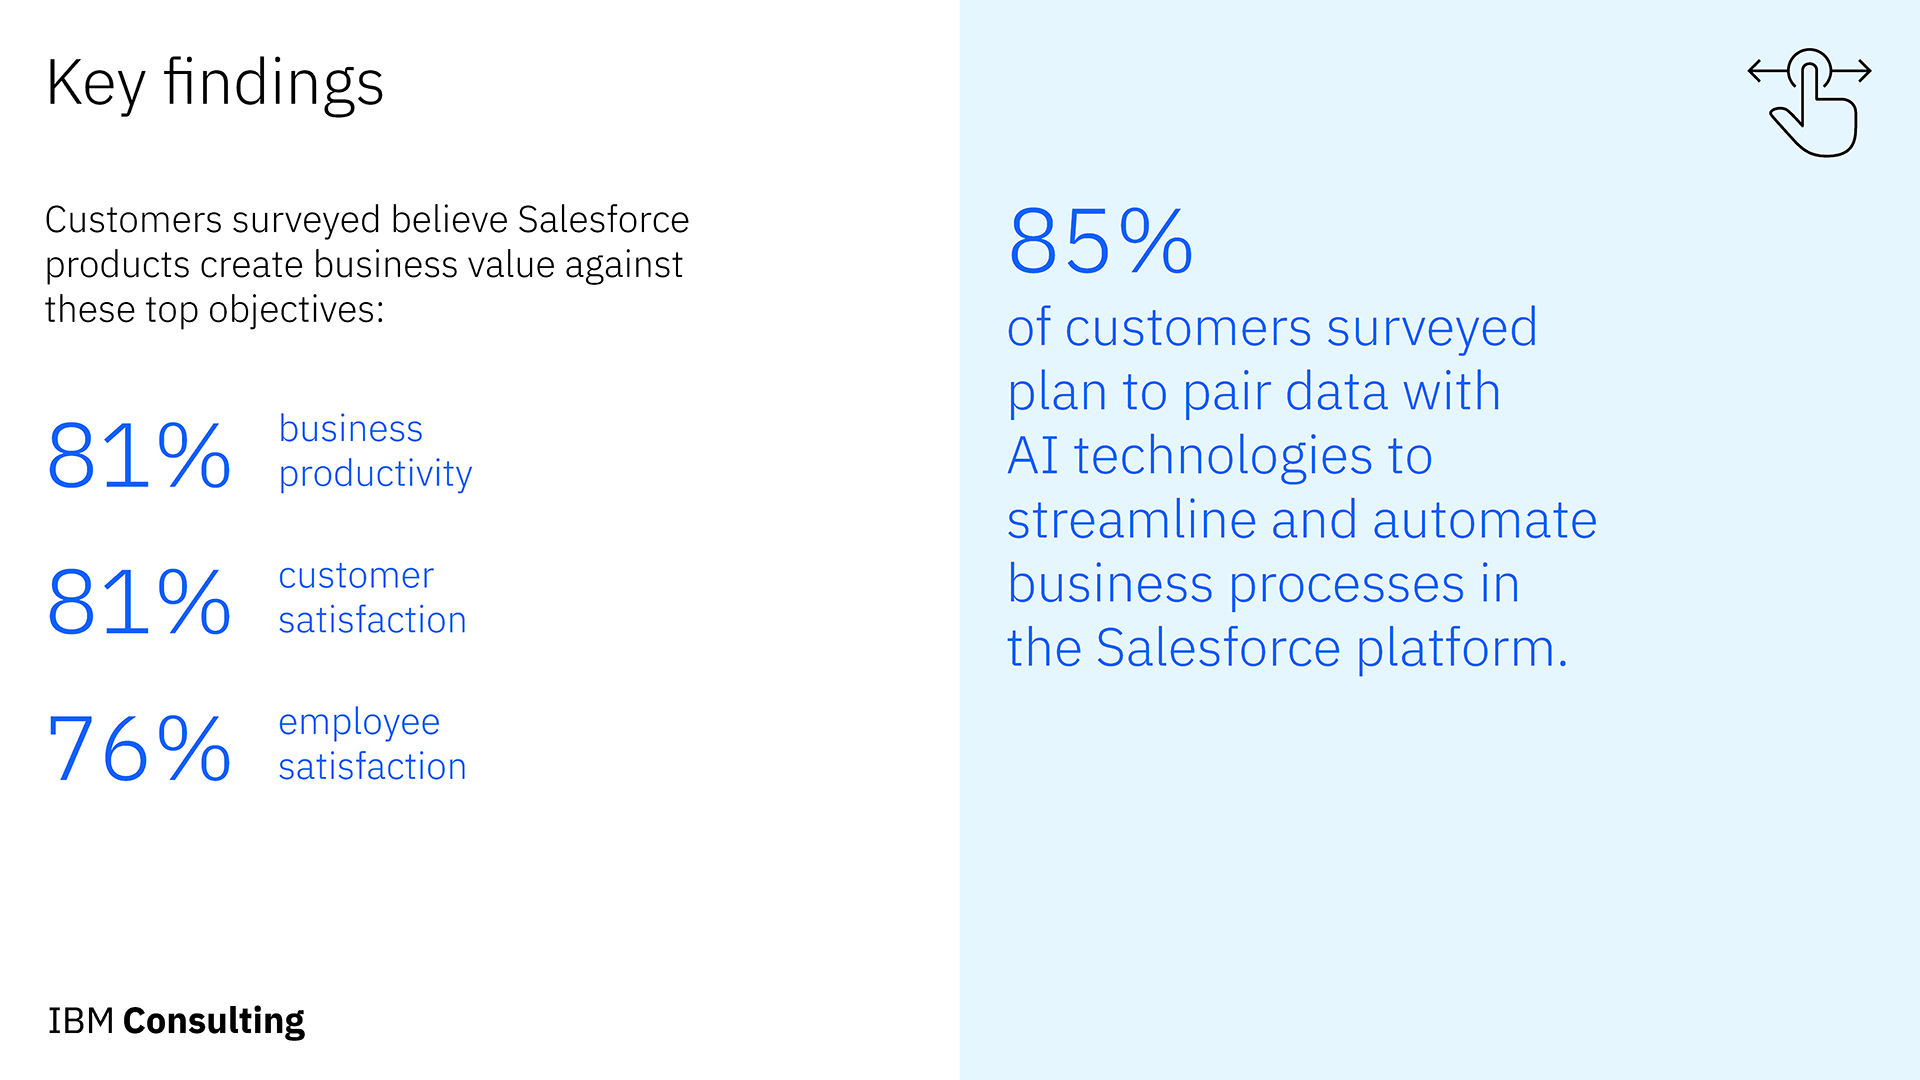 Key findings
Customers surveyed believe Salesforce
products create business value against
these top objectives:
81%
business
productivity
81%
customer
satisfaction
76%
employee
satisfaction
IBM Consulting
85%
of customers surveyed
plan to pair data with
AI technologies to
streamline and automate
business processes in
the Salesforce platform.